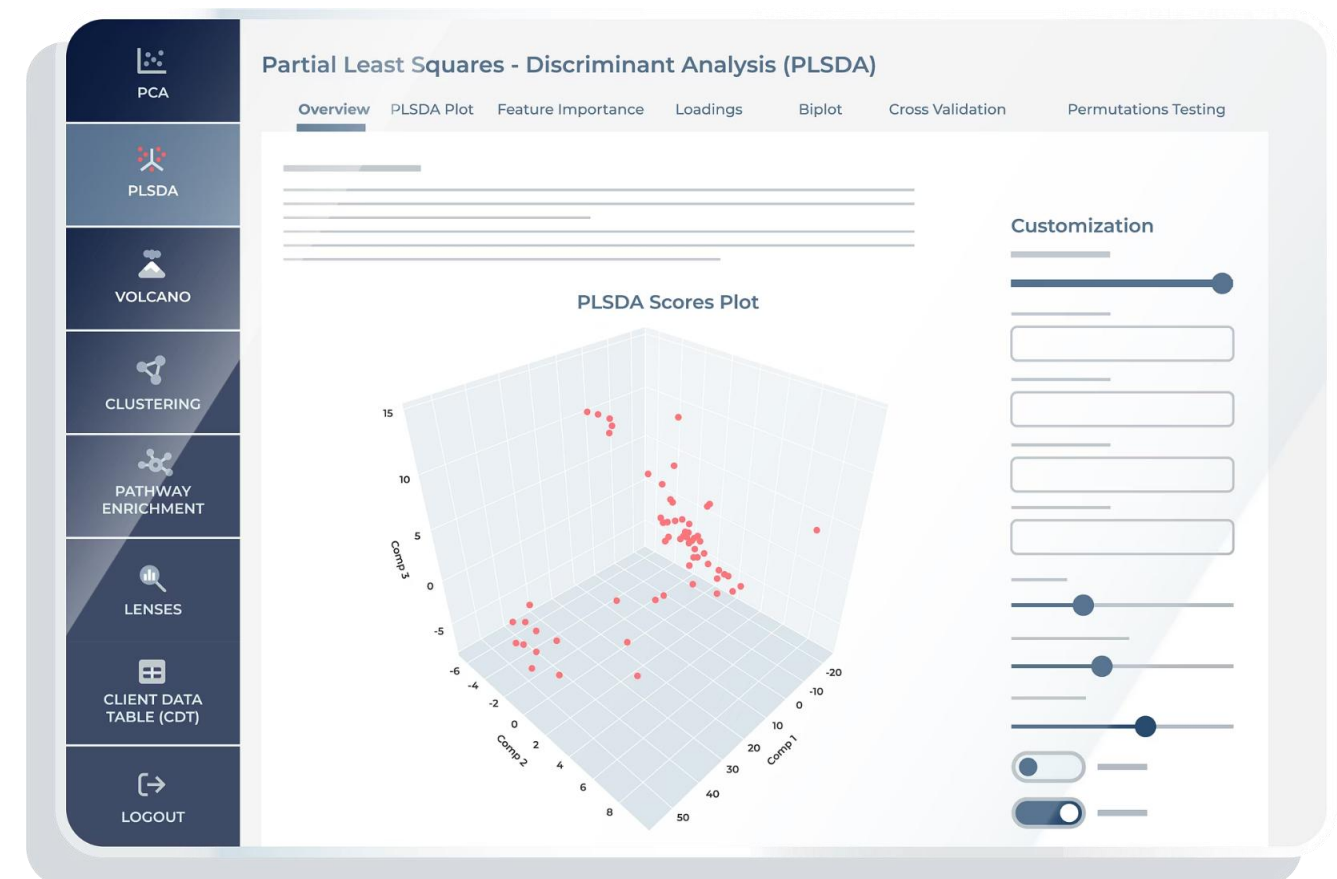 PCA
PLSDA
VOLCANO
CLUSTERING
PATHWAY
ENRICHMENT
LENSES
CLIENT DATA
TABLE (CDT)
LOGOUT
Partial Least Squares - Discriminant Analysis (PLSDA)
Overview PLSDA Plot Feature Importance Loadings Biplot Cross Validation Permutations Testing
PLSDA Scores Plot
15
10
5
0
-5
Comp 3
-6
-4
-2
0
2
4
6
8
Comp 2
-20
-10
0
10
20
30
40
50
Comp 1
Customization